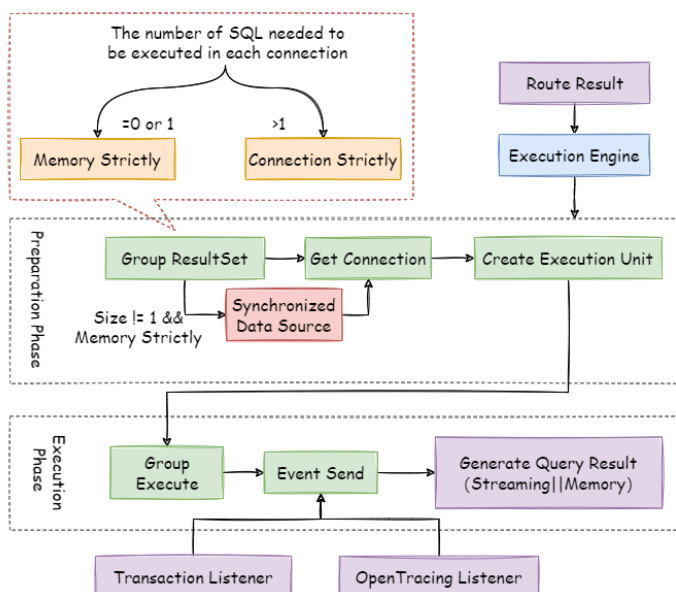 The number of SQL needed to
be executed in each connection
=0 or 1
>1
Memory Strictly
Connection Strictly
Route Result
Execution Engine
Preparation Phase
Group ResultSet
Get Connection
Create Execution Unit
Size != 1 &&
Memory Strictly
Synchronized
Data Source
Execution
Phase
Group
Execute
Event Send
Generate Query Result
(Streaming||Memory)
Transaction Listener
OpenTracing Listener